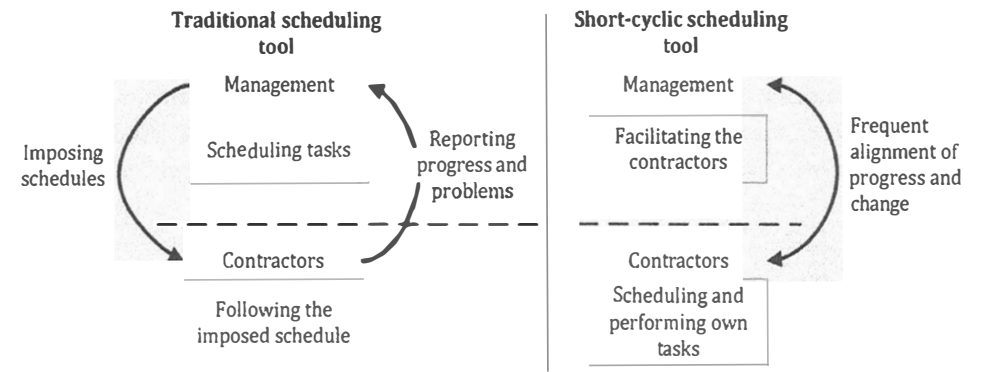 Traditional scheduling
tool
Management
Scheduling tasks
Imposing
schedules
Reporting
progress and
problems
Contractors
Following the
imposed schedule
Short-cyclic scheduling
tool
Management
Facilitating the
contractors
Frequent
alignment of
progress and
change
Contractors
Scheduling and
performing own
tasks